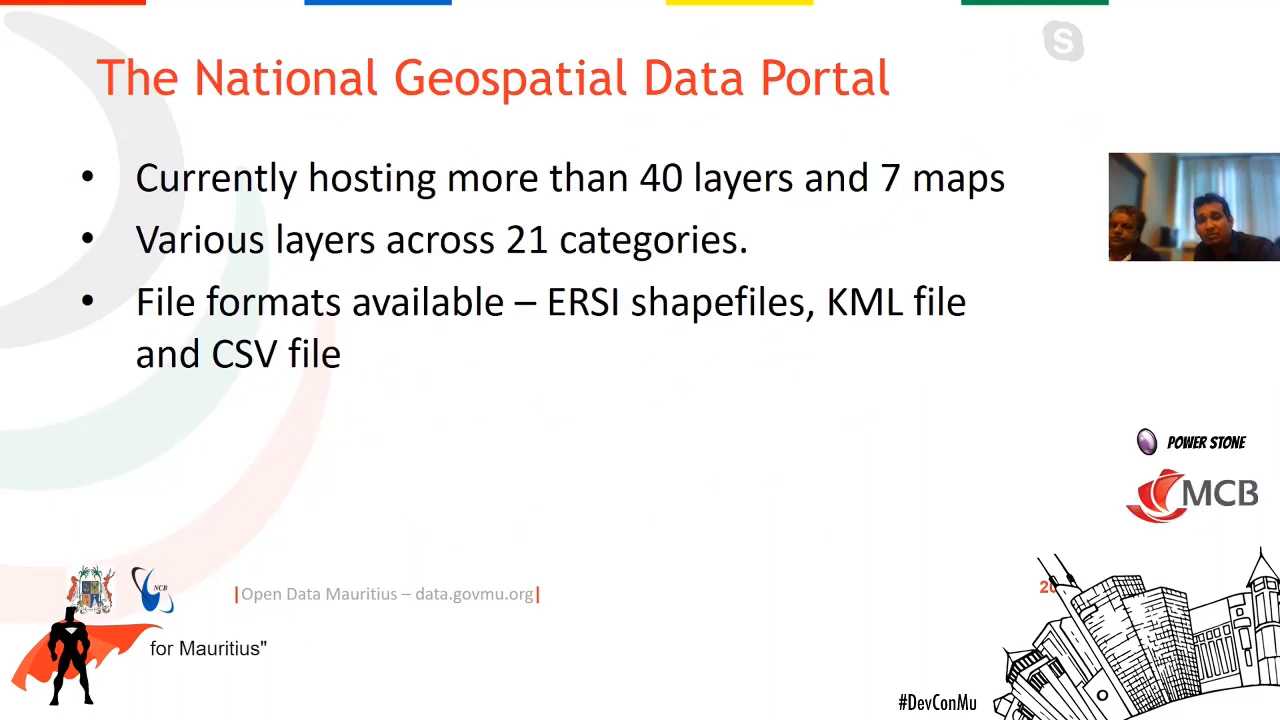 The National Geospatial Data Portal
• Currently hosting more than 40 layers and 7 maps
• Various layers across 21 categories.
• File formats available – ERSI shapefiles, KML file
and CSV file
POWER STONE
MCB
NCB
|Open Data Mauritius – data.govmu.org|
for Mauritius"
#DevConMu
S